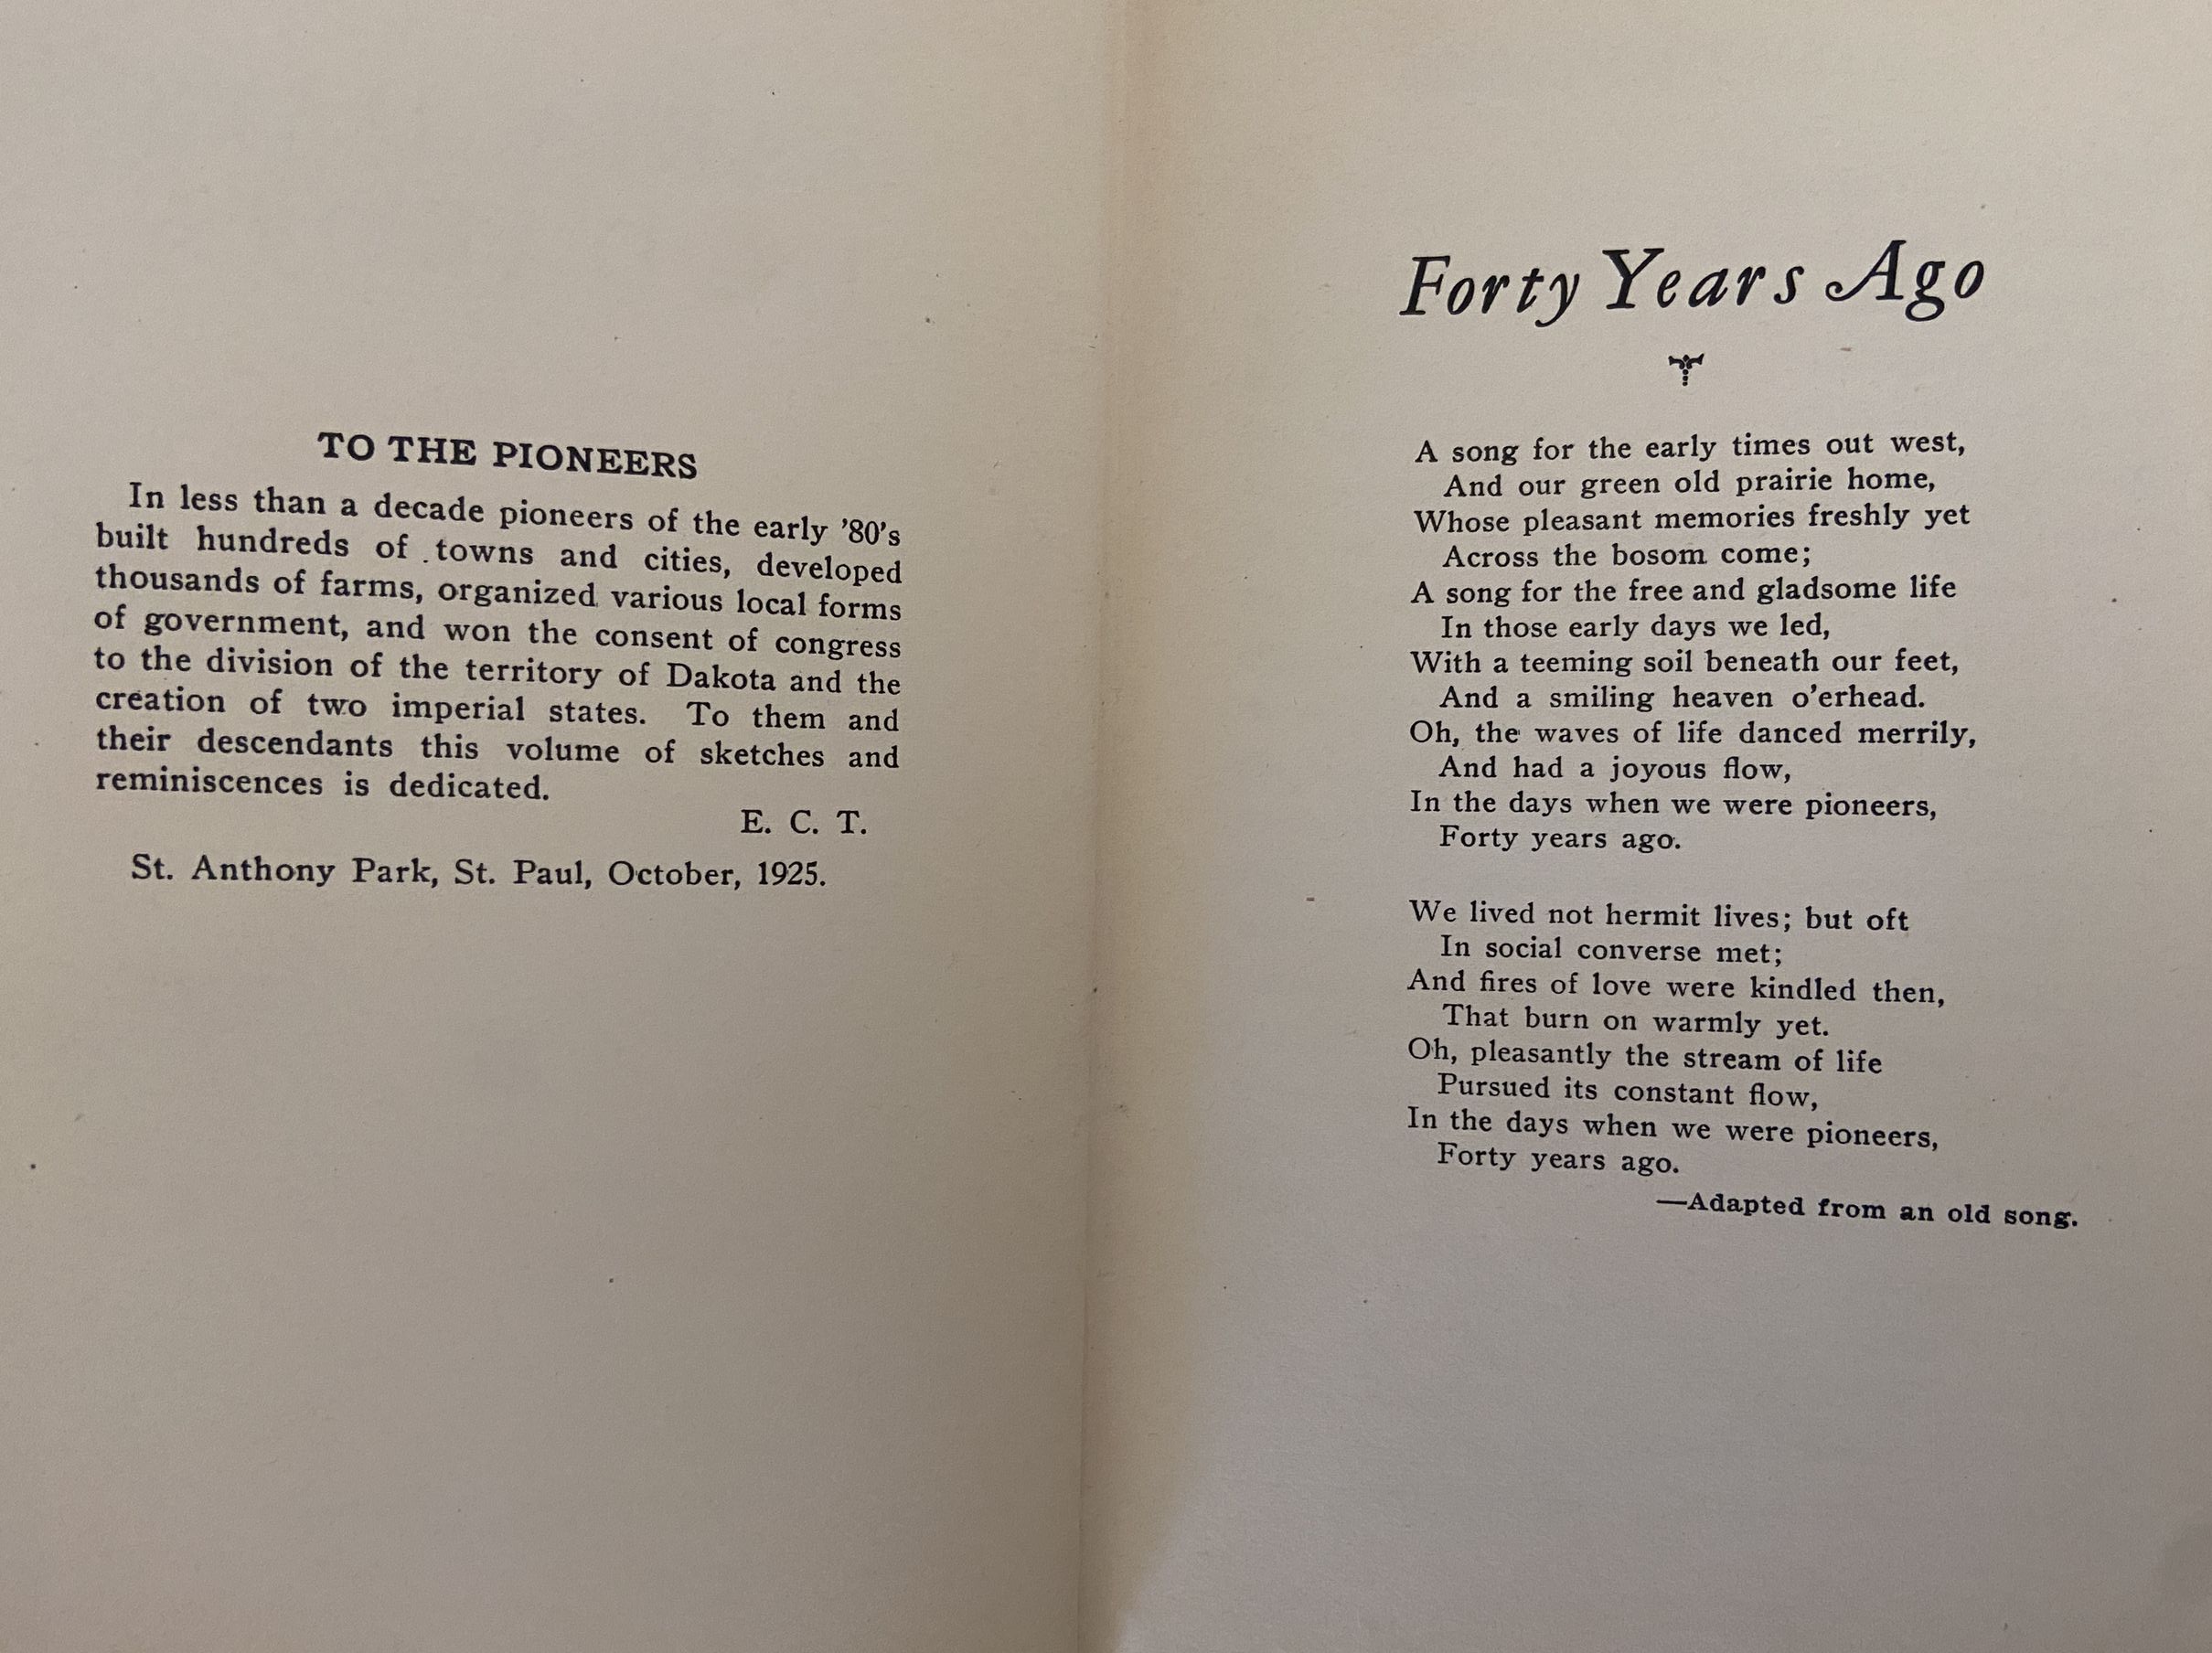 TO THE PIONEERS
In less than a decade pioneers of the early '80's
built hundreds of towns and cities, developed
thousands of farms, organized various local forms
of government, and won the consent of congress
to the division of the territory of Dakota and the
creation of two imperial states. To them and
their descendants this volume of sketches and
reminiscences is dedicated.
E. C. T.
St. Anthony Park, St. Paul, October, 1925.
Forty Years Ago
A song for the early times out west,
And our green old prairie home,
Whose pleasant memories freshly yet
Across the bosom come;
A song for the free and gladsome life
In those early days we led,
With a teeming soil beneath our feet,
And a smiling heaven o'erhead.
Oh, the waves of life danced merrily,
And had a joyous flow,
In the days when we were pioneers,
Forty years ago.
We lived not hermit lives; but oft
In social converse met;
And fires of love were kindled then,
That burn on warmly yet.
Oh, pleasantly the stream of life
Pursued its constant flow,
In the days when we were pioneers,
Forty years ago.
—Adapted from an old song.